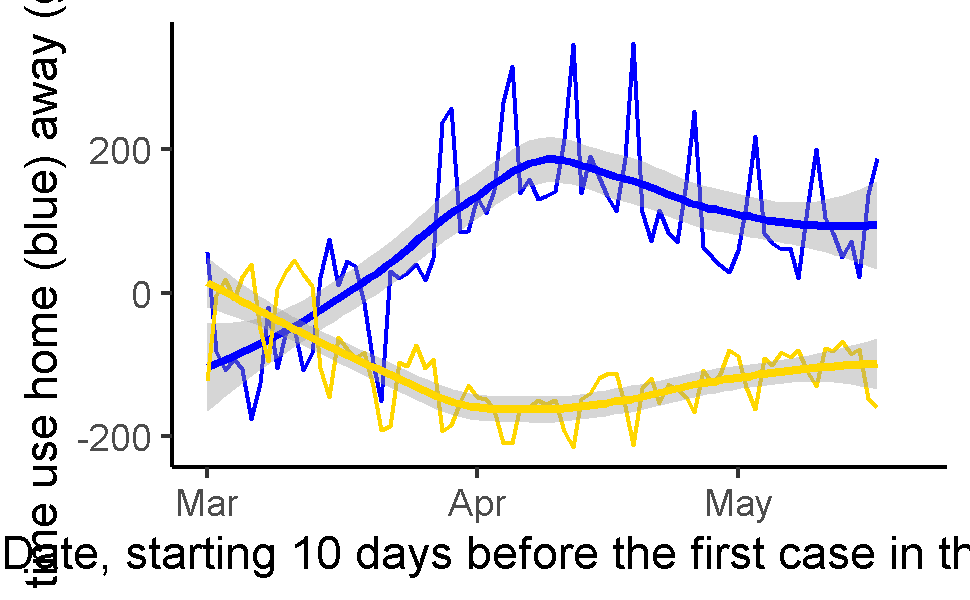 time use home (blue) away (
200
0
-200
Mar Apr May
Date, starting 10 days before the first case in th